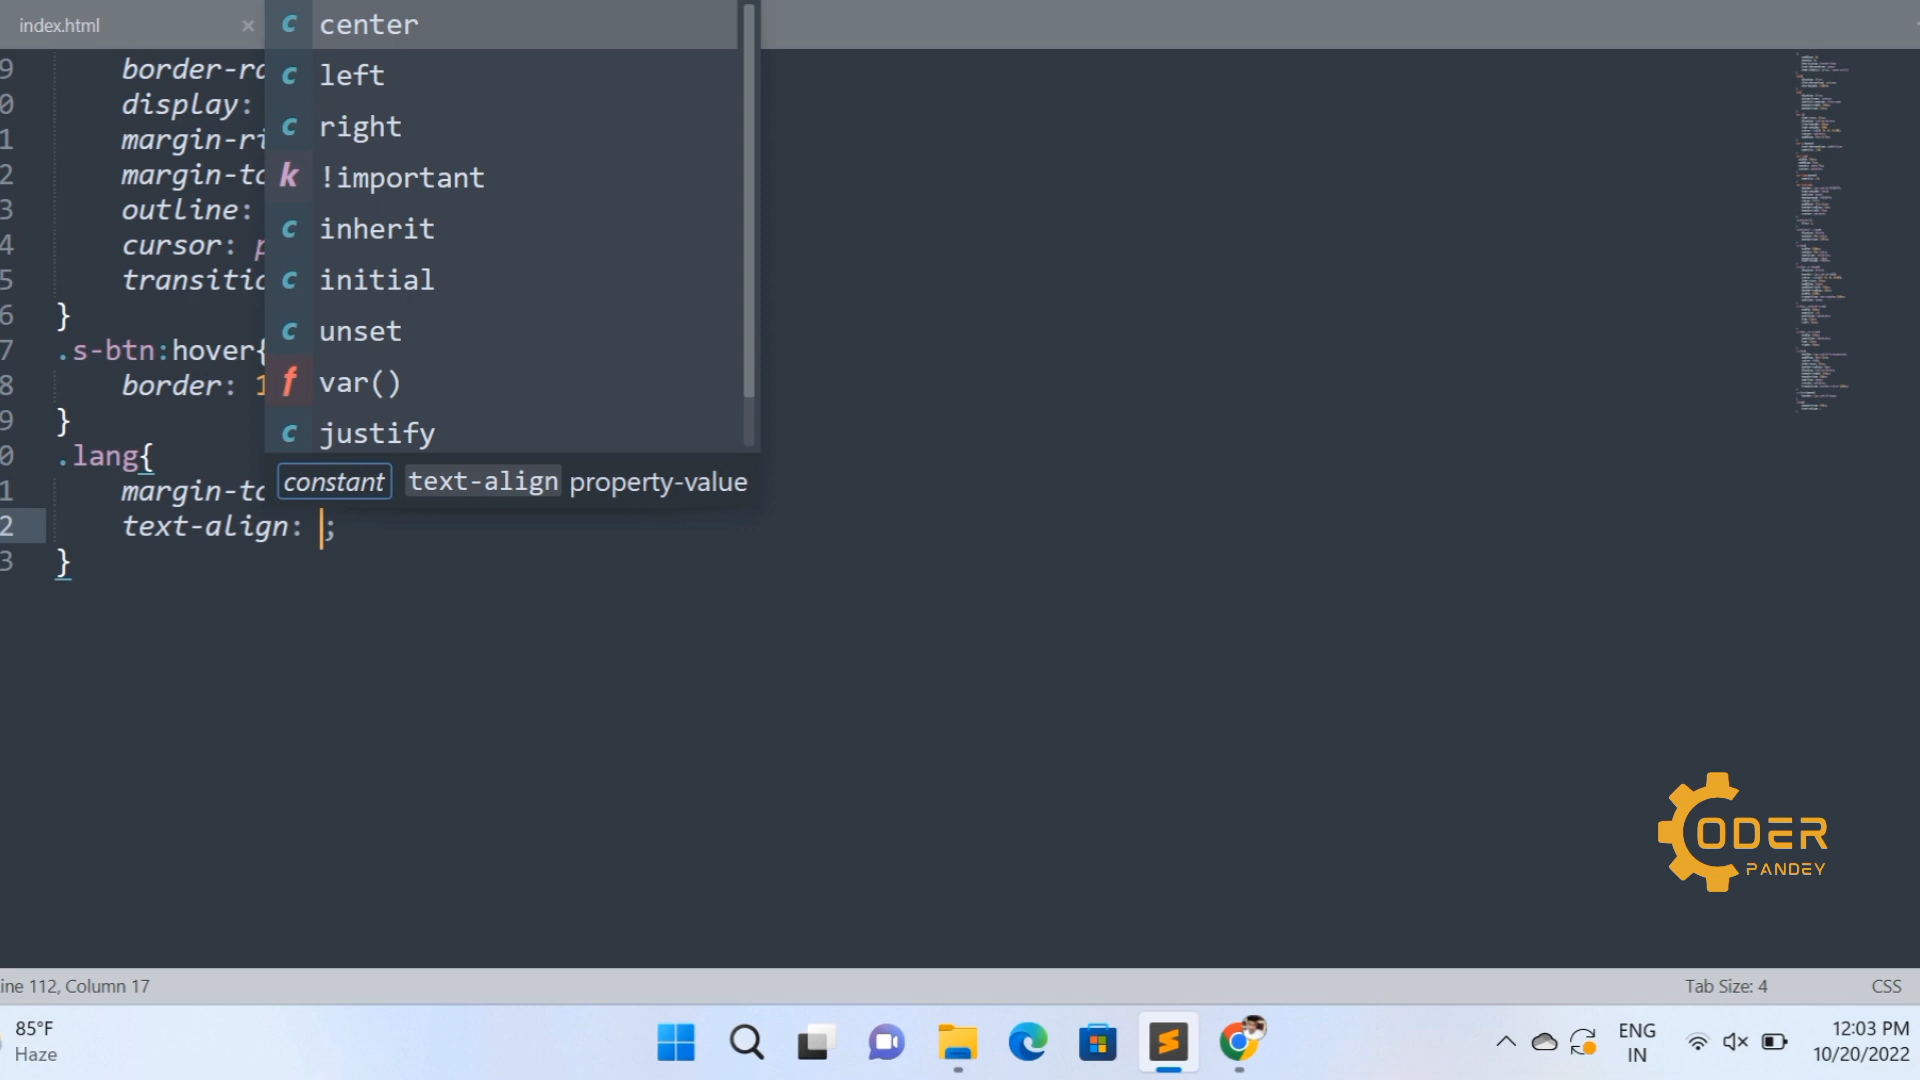 index.html ×
c center
c left
c right
k !important
c inherit
c initial
c unset
f var()
c justify
constant text-align property-value
9 border-ra
0 display:
1 margin-ri
2 margin-to
3 outline:
4 cursor: p
5 transitio
6 }
7 .s-btn:hover{
8 border: 1
9 }
0 .lang{
1 margin-to
2 text-align: ;
3 }
CODER
PANDEY
ine 112, Column 17
Tab Size: 4
CSS
85°F
Haze
ENG
IN
12:03 PM
10/20/2022